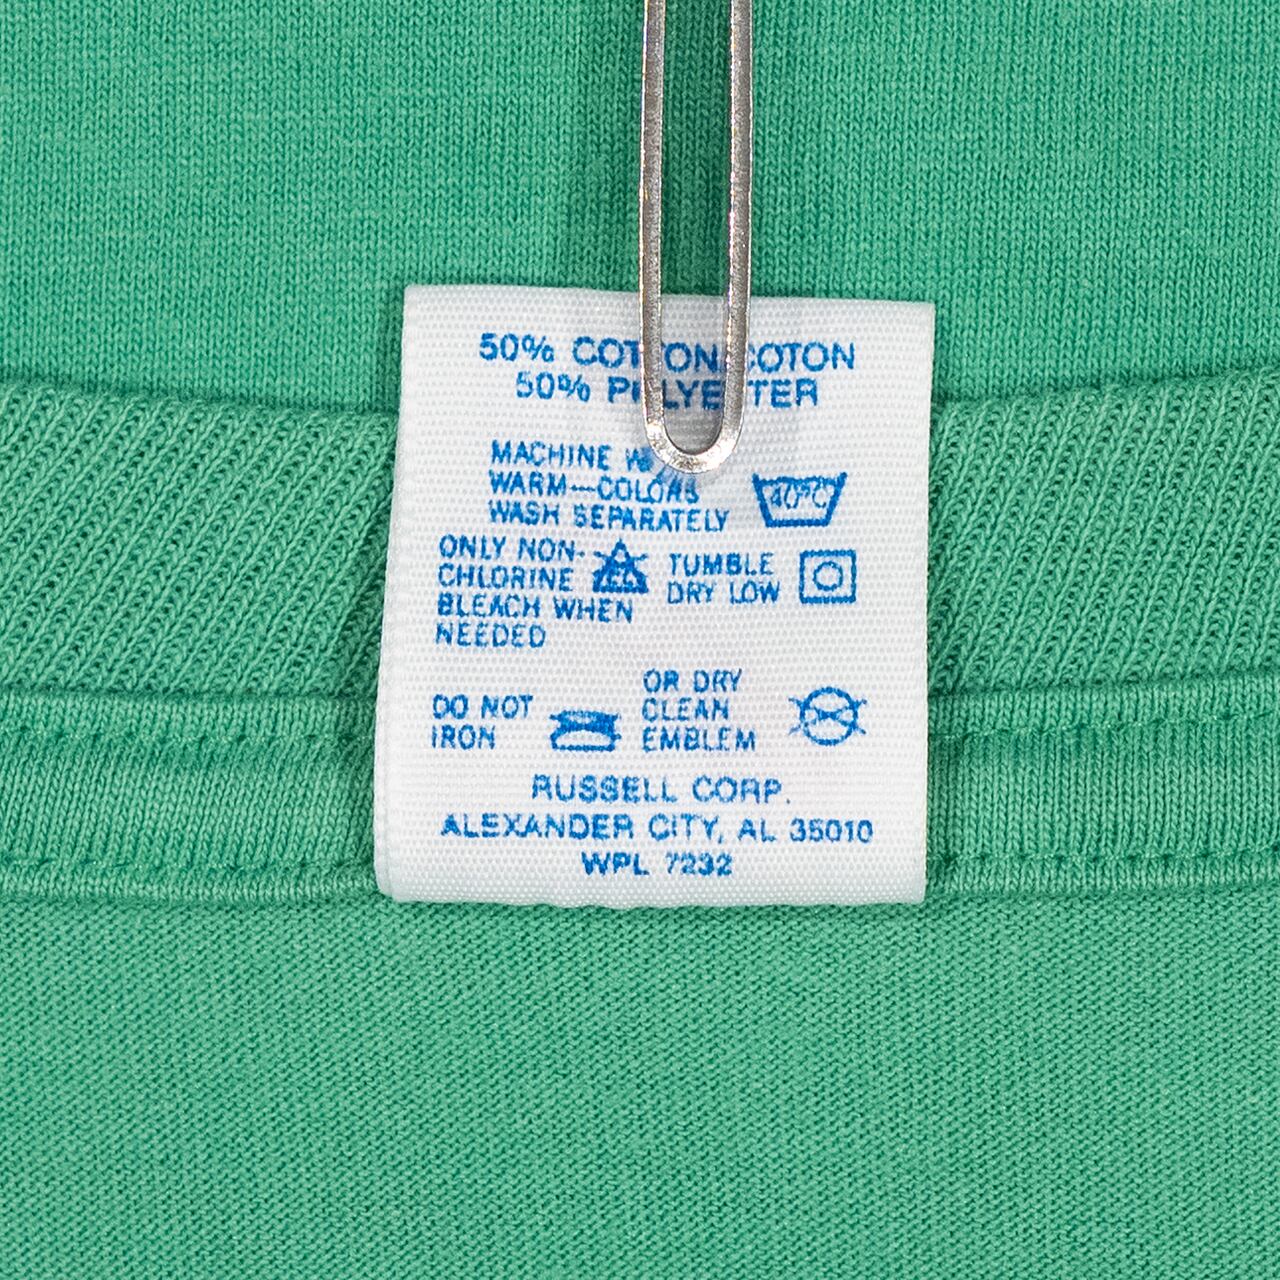 50% COTTON/COTON
50% POLYESTER
MACHINE
WARM—COLORS
WASH SEPARATELY
40°C
ONLY NON-
CHLORINE
BLEACH WHEN
NEEDED
TUMBLE
DRY LOW
DO NOT
IRON
OR DRY
CLEAN
EMBLEM
RUSSELL CORP.
ALEXANDER CITY, AL 35010
WPL 7232